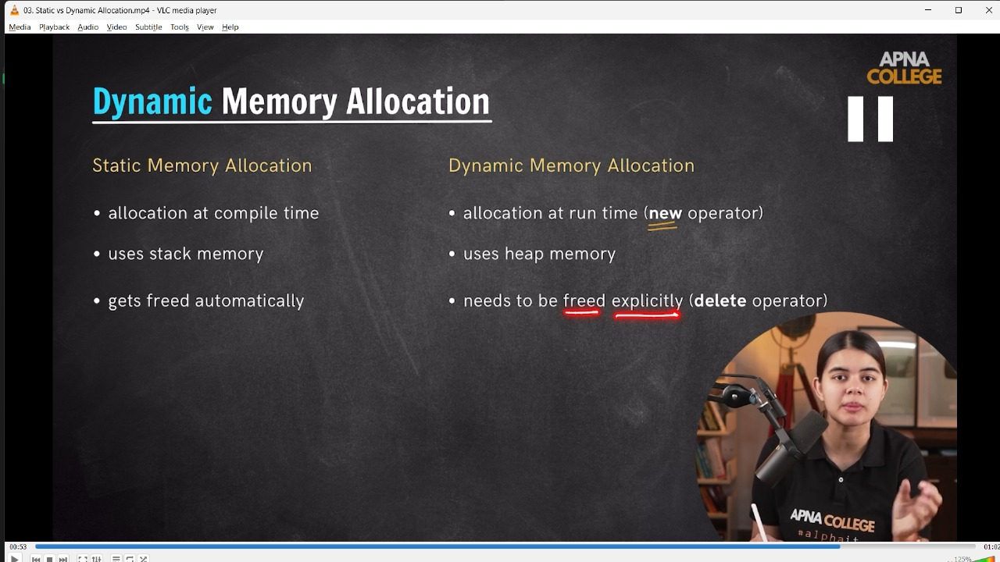 03. Static vs Dynamic Allocation.mp4 - VLC media player
Media Playback Audio Video Subtitle Tools View Help
APNA
COLLEGE
Dynamic Memory Allocation
Static Memory Allocation
• allocation at compile time
• uses stack memory
• gets freed automatically
Dynamic Memory Allocation
• allocation at run time (new operator)
• uses heap memory
• needs to be freed explicitly (delete operator)
APNA COLLEGE
#alpha
00:53
125%